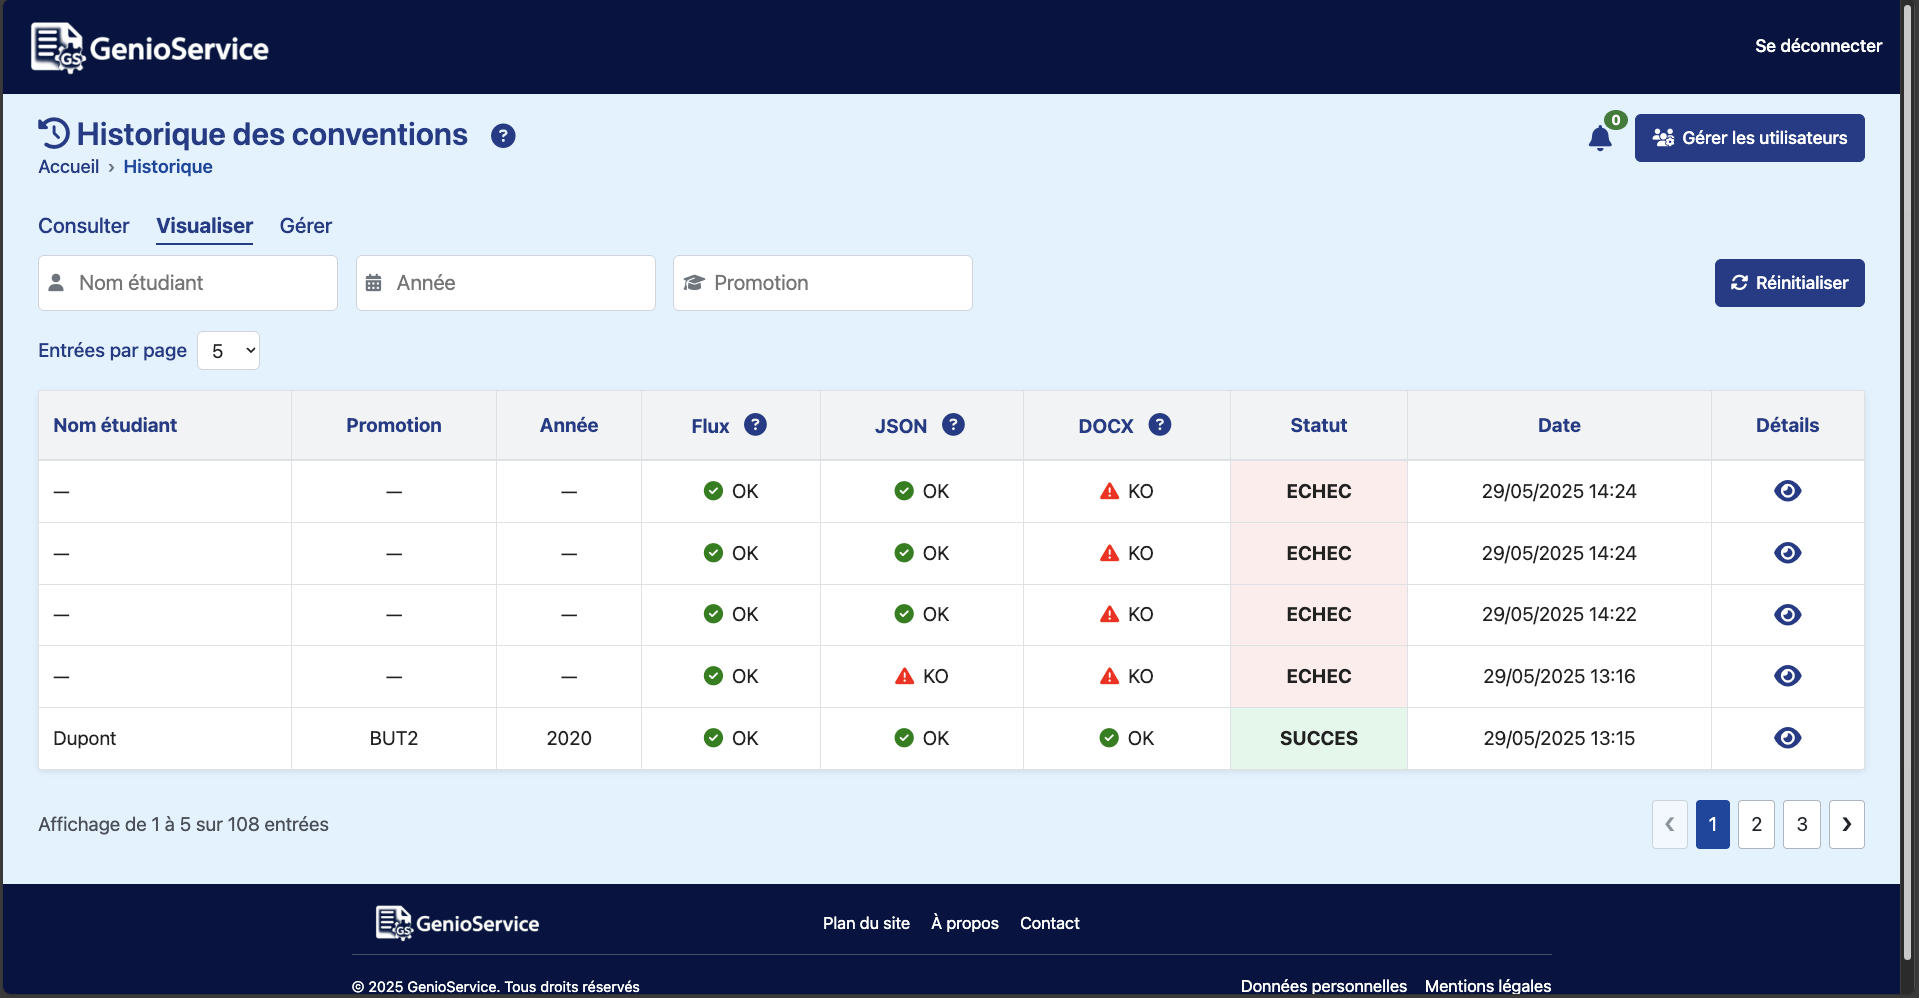 GenioService
Se déconnecter
Historique des conventions ?
0
Gérer les utilisateurs
Accueil › Historique
Consulter Visualiser Gérer
Nom étudiant Année Promotion Réinitialiser
Entrées par page 5
Nom étudiant Promotion Année Flux ? JSON ? DOCX ? Statut Date Détails
— — — OK OK KO ECHEC 29/05/2025 14:24
— — — OK OK KO ECHEC 29/05/2025 14:24
— — — OK OK KO ECHEC 29/05/2025 14:22
— — — OK KO KO ECHEC 29/05/2025 13:16
Dupont BUT2 2020 OK OK OK SUCCES 29/05/2025 13:15
Affichage de 1 à 5 sur 108 entrées ‹ 1 2 3 ›
GS GenioService Plan du site À propos Contact
© 2025 GenioService. Tous droits réservés Données personnelles Mentions légales